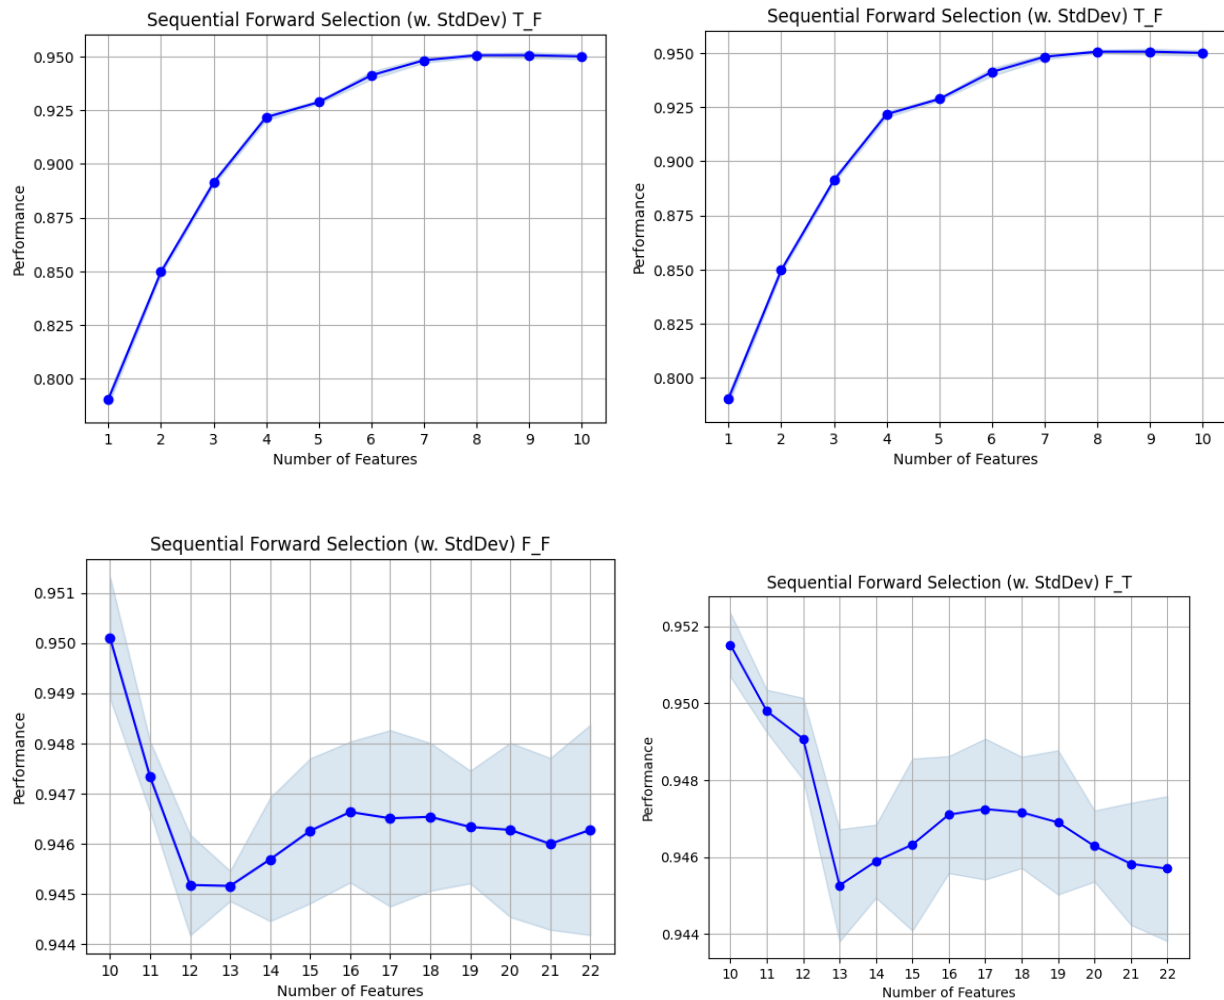 Sequential Forward Selection (w. StdDev) T_F
0.950
0.925
0.900
0.875
0.850
0.825
0.800
Performance
1 2 3 4 5 6 7 8 9 10
Number of Features
Sequential Forward Selection (w. StdDev) T_F
0.950
0.925
0.900
0.875
0.850
0.825
0.800
Performance
1 2 3 4 5 6 7 8 9 10
Number of Features
Sequential Forward Selection (w. StdDev) F_F
0.951
0.950
0.949
0.948
0.947
0.946
0.945
0.944
Performance
10 11 12 13 14 15 16 17 18 19 20 21 22
Number of Features
Sequential Forward Selection (w. StdDev) F_T
0.952
0.950
0.948
0.946
0.944
Performance
10 11 12 13 14 15 16 17 18 19 20 21 22
Number of Features